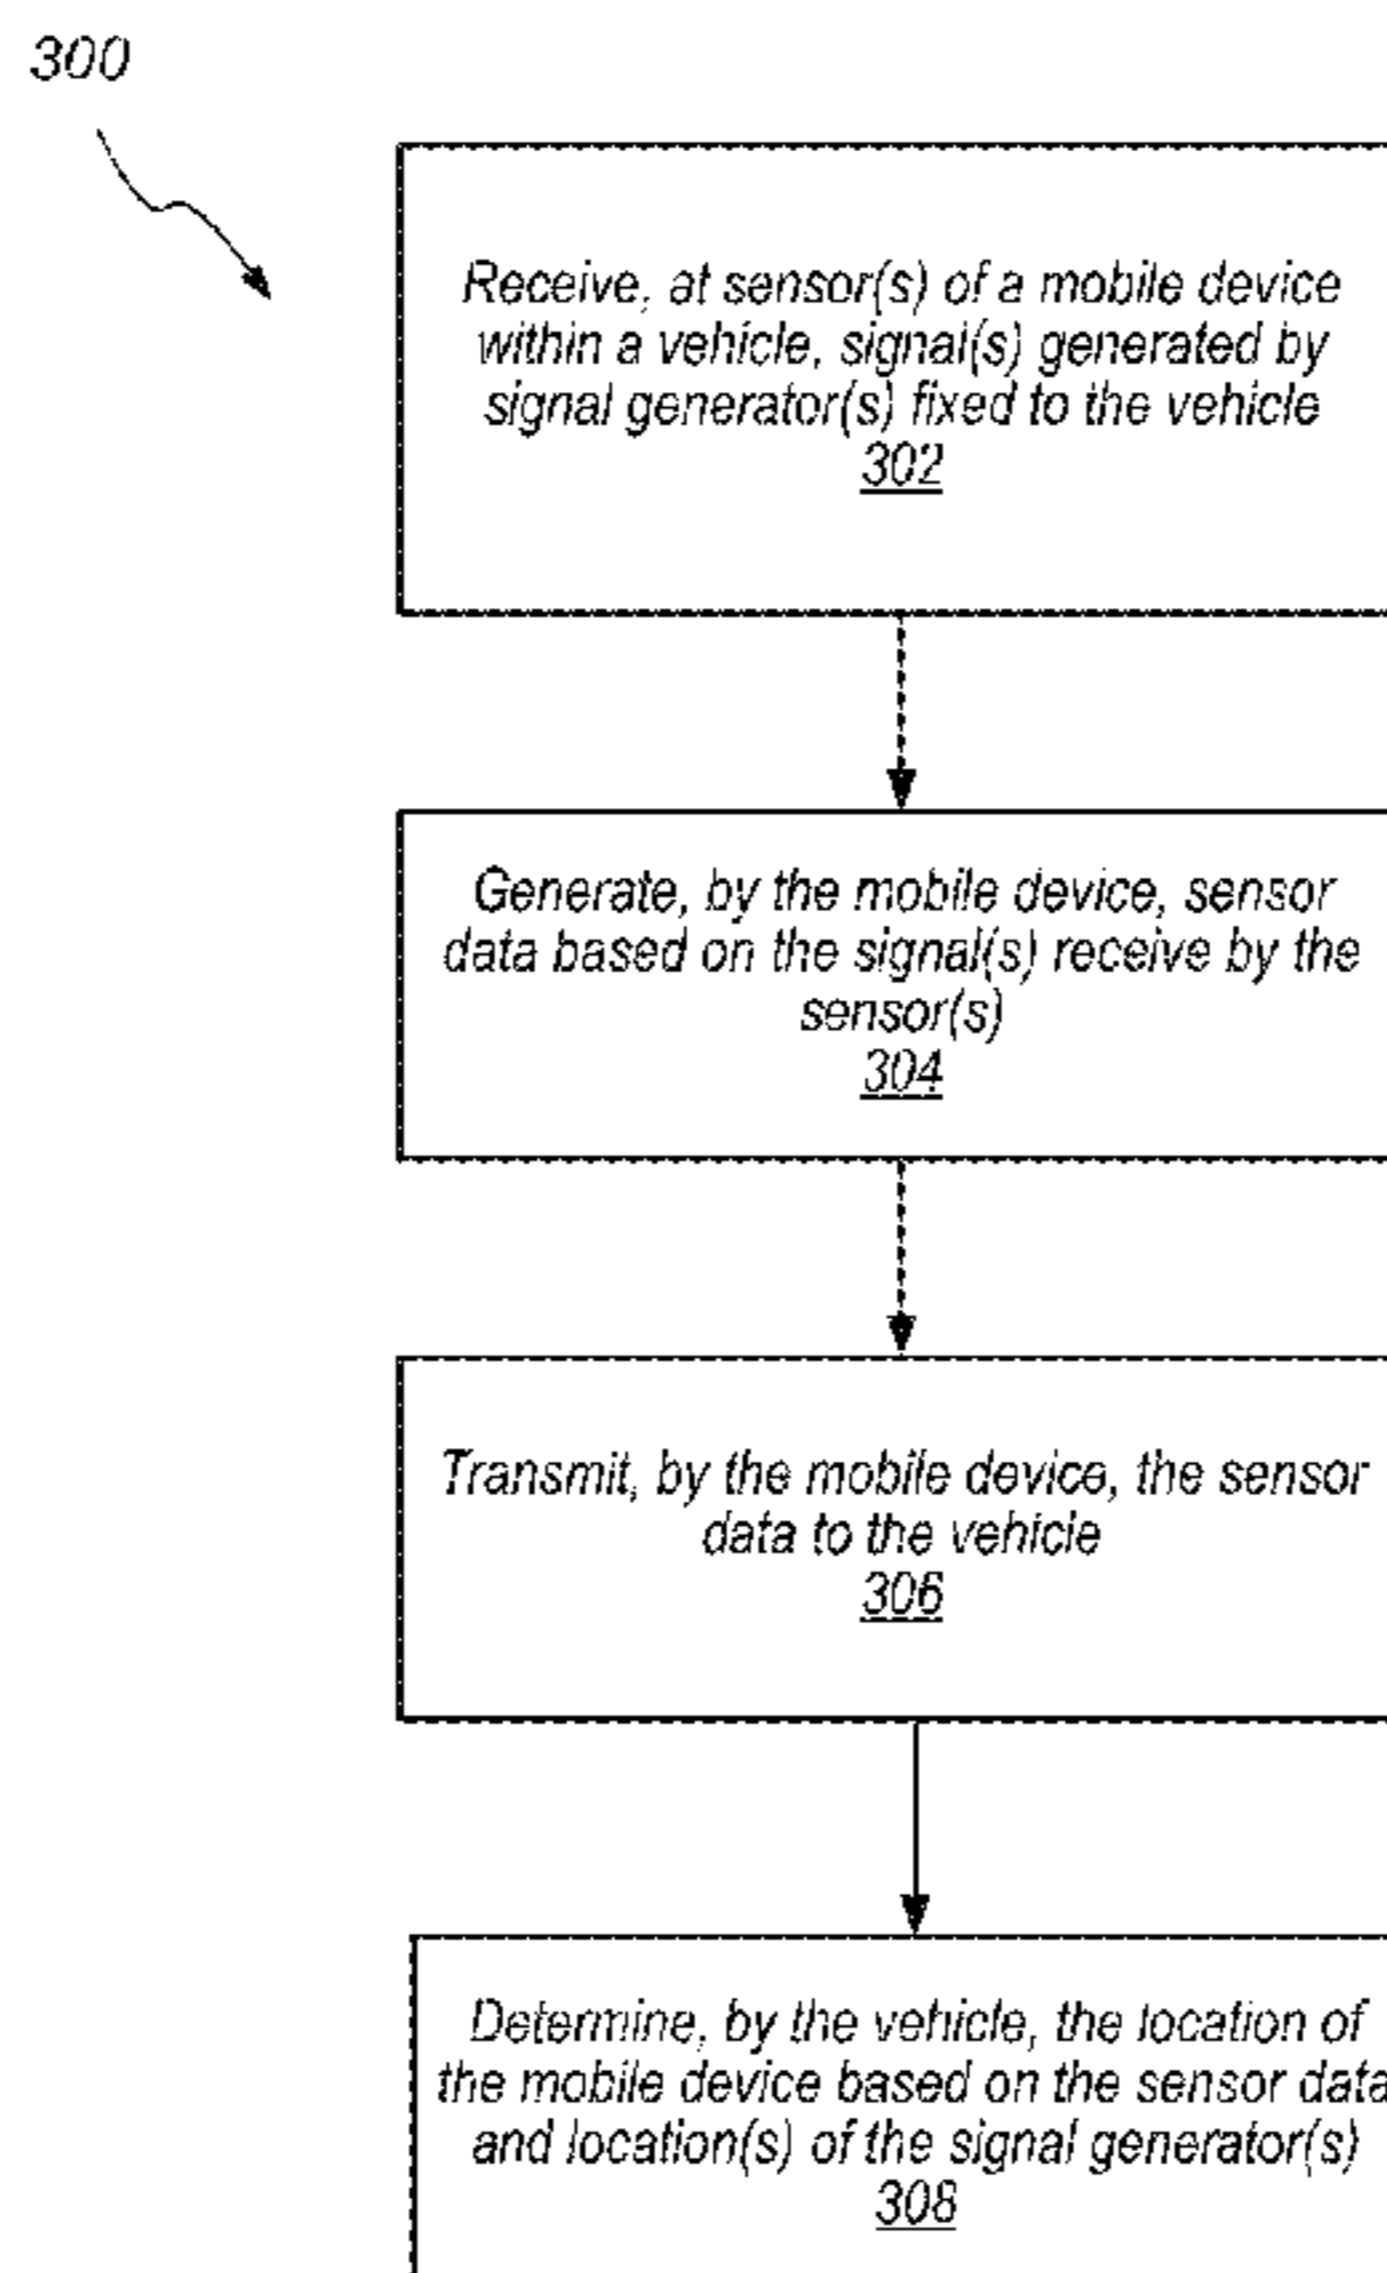 300
Receive, at sensor(s) of a mobile device
within a vehicle, signal(s) generated by
signal generator(s) fixed to the vehicle
302
Generate, by the mobile device, sensor
data based on the signal(s) receive by the
sensor(s)
304
Transmit, by the mobile device, the sensor
data to the vehicle
306
Determine, by the vehicle, the location of
the mobile device based on the sensor data
and location(s) of the signal generator(s)
308